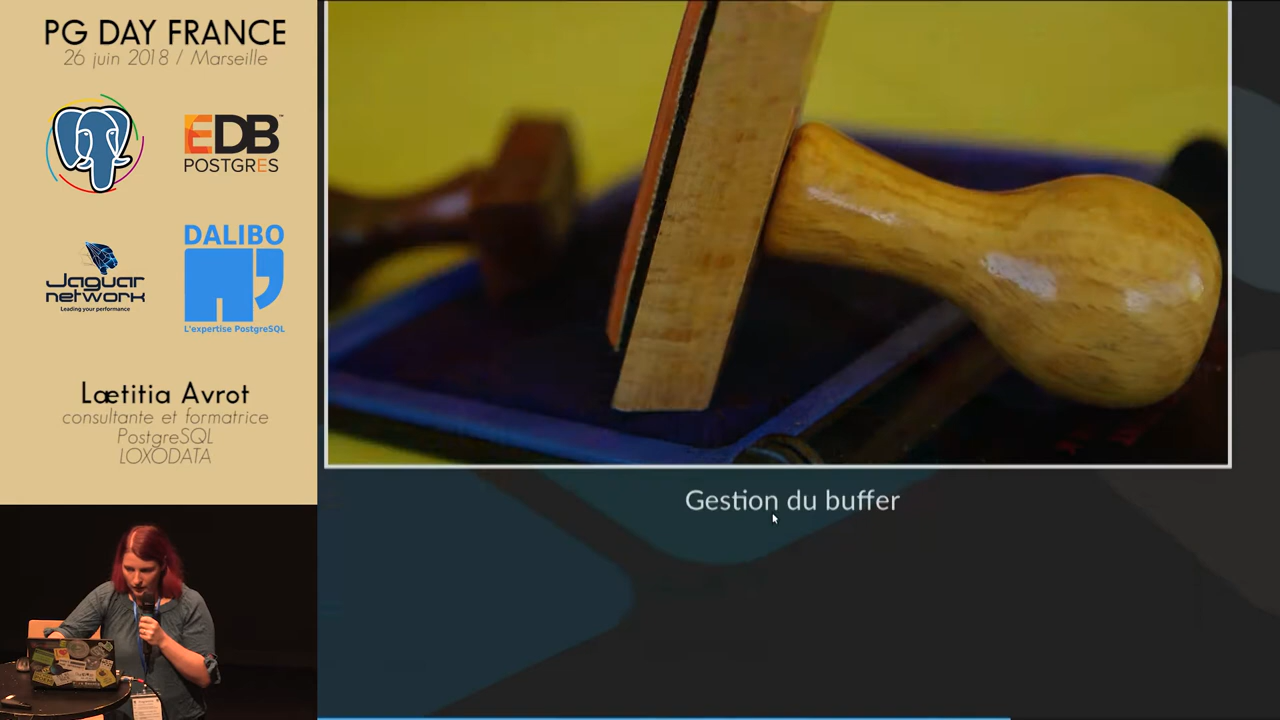 PG DAY FRANCE
26 juin 2018 / Marseille
EDB
POSTGRES
Jaguar
network
Leading your performance
DALIBO
L'expertise PostgreSQL
Lætitia Avrot
consultante et formatrice
PostgreSQL
LOXODATA
Gestion du buffer